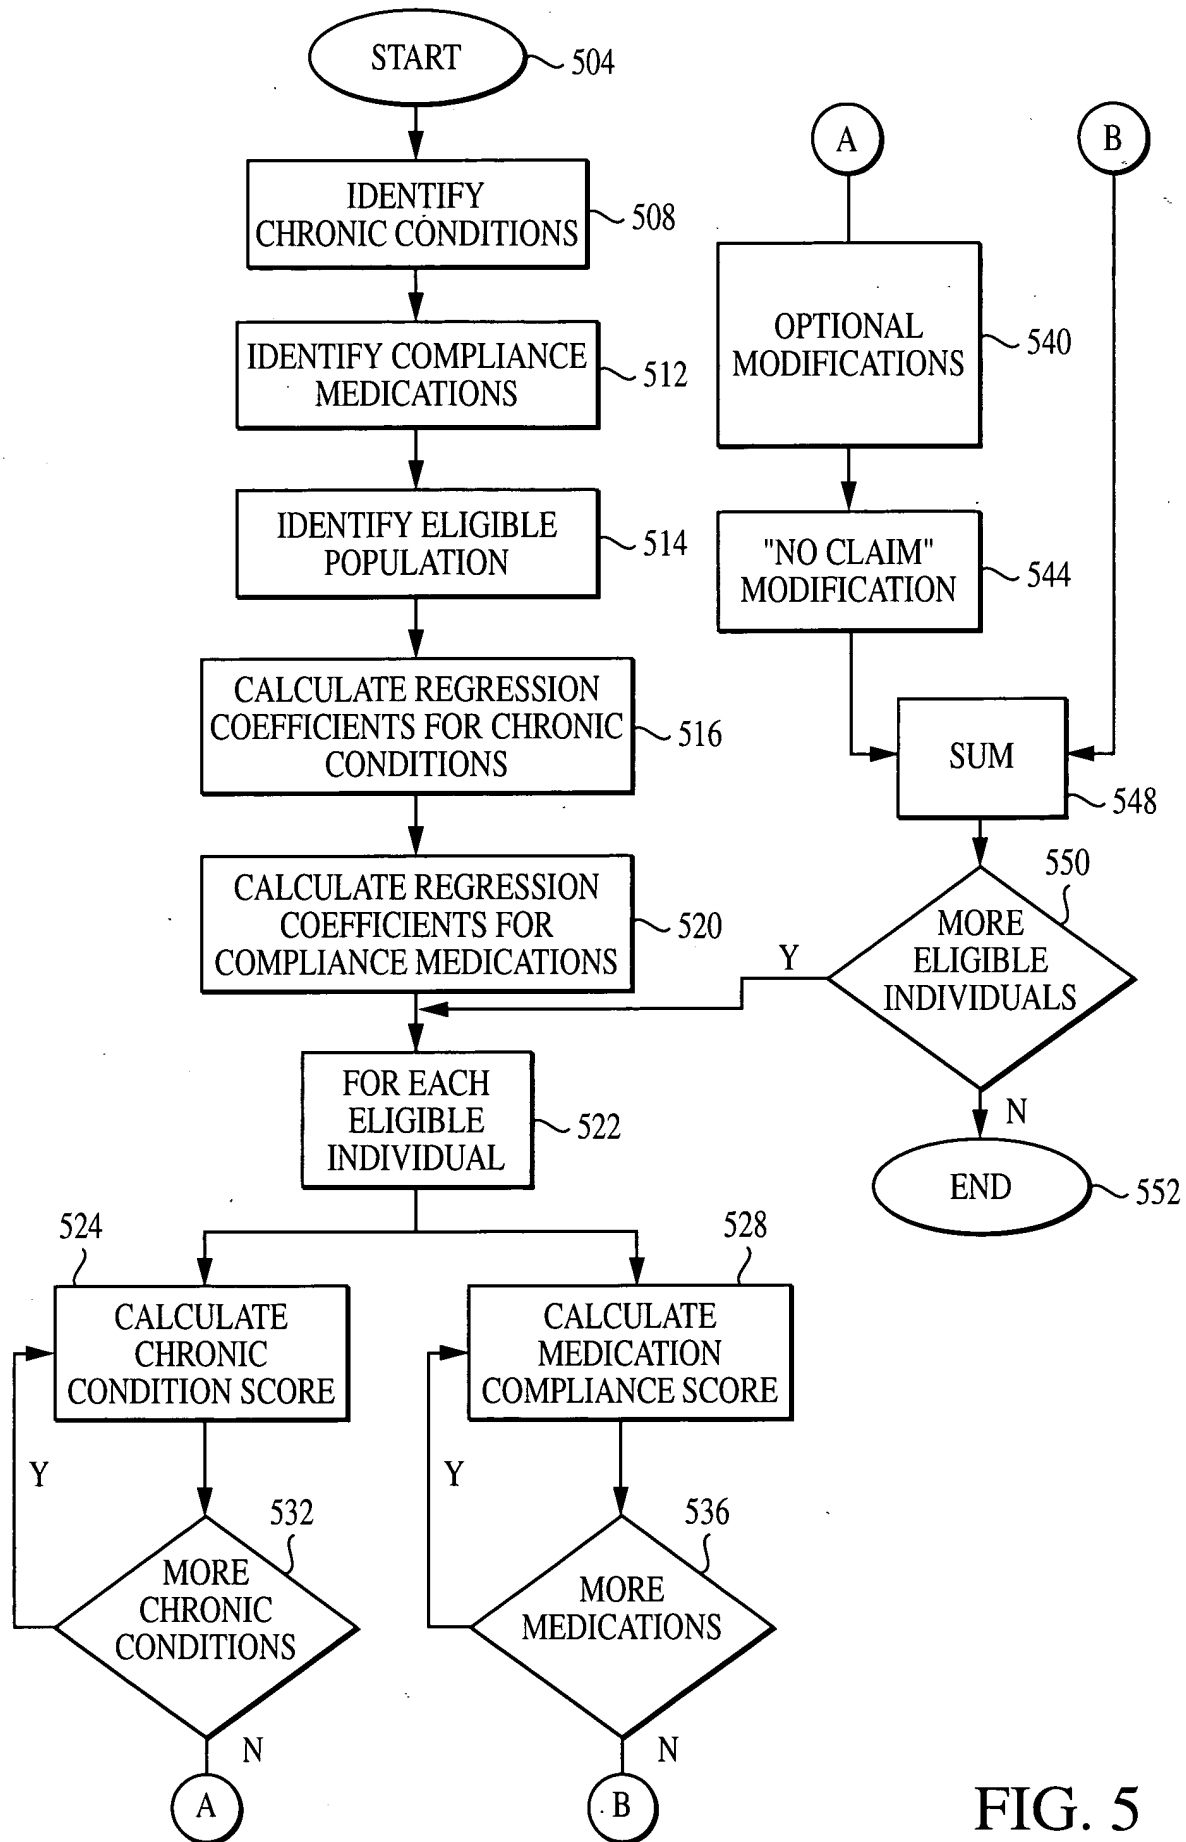 START
504
IDENTIFY
CHRONIC CONDITIONS
508
IDENTIFY COMPLIANCE
MEDICATIONS
512
IDENTIFY ELIGIBLE
POPULATION
514
CALCULATE REGRESSION
COEFFICIENTS FOR CHRONIC
CONDITIONS
516
CALCULATE REGRESSION
COEFFICIENTS FOR
COMPLIANCE MEDICATIONS
520
FOR EACH
ELIGIBLE
INDIVIDUAL
522
524
CALCULATE
CHRONIC
CONDITION SCORE
Y
532
MORE
CHRONIC
CONDITIONS
N
A
528
CALCULATE
MEDICATION
COMPLIANCE SCORE
Y
536
MORE
MEDICATIONS
N
B
A
B
OPTIONAL
MODIFICATIONS
540
"NO CLAIM"
MODIFICATION
544
SUM
548
550
MORE
ELIGIBLE
INDIVIDUALS
Y
N
END
552
FIG. 5